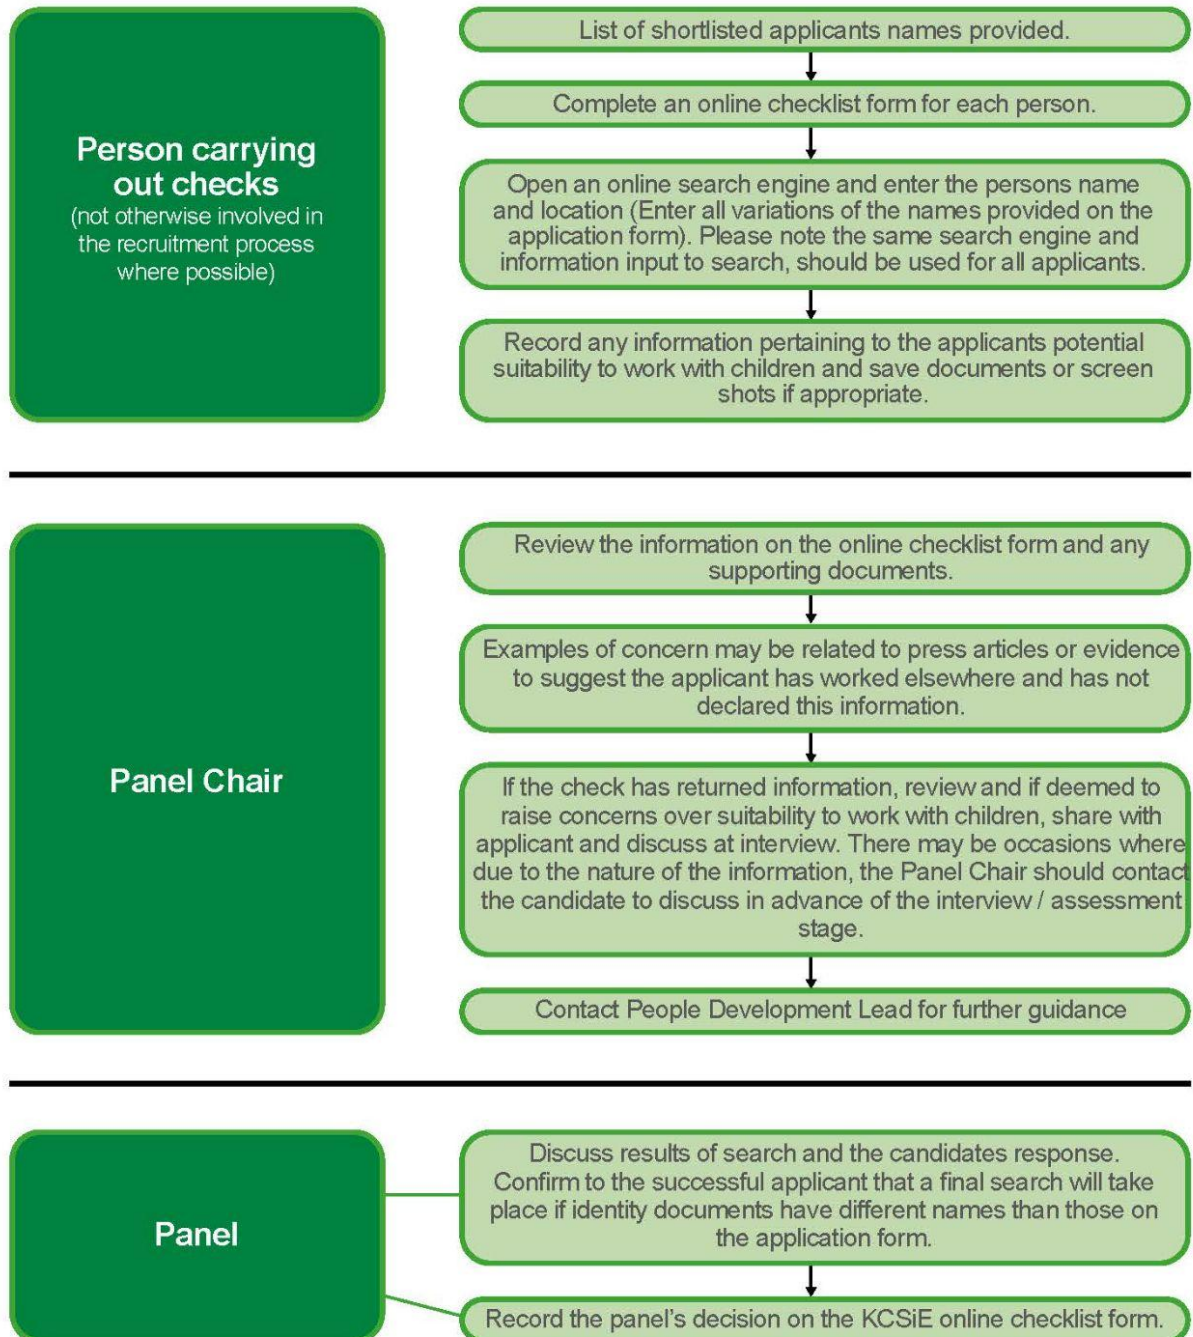 Person carrying
out checks
(not otherwise involved in
the recruitment process
where possible)
List of shortlisted applicants names provided.
Complete an online checklist form for each person.
Open an online search engine and enter the persons name
and location (Enter all variations of the names provided on the
application form). Please note the same search engine and
information input to search, should be used for all applicants.
Record any information pertaining to the applicants potential
suitability to work with children and save documents or screen
shots if appropriate.
Panel Chair
Review the information on the online checklist form and any
supporting documents.
Examples of concern may be related to press articles or evidence
to suggest the applicant has worked elsewhere and has not
declared this information.
If the check has returned information, review and if deemed to
raise concerns over suitability to work with children, share with
applicant and discuss at interview. There may be occasions where
due to the nature of the information, the Panel Chair should contact
the candidate to discuss in advance of the interview / assessment
stage.
Contact People Development Lead for further guidance
Panel
Discuss results of search and the candidates response.
Confirm to the successful applicant that a final search will take
place if identity documents have different names than those on
the application form.
Record the panel's decision on the KCSiE online checklist form.